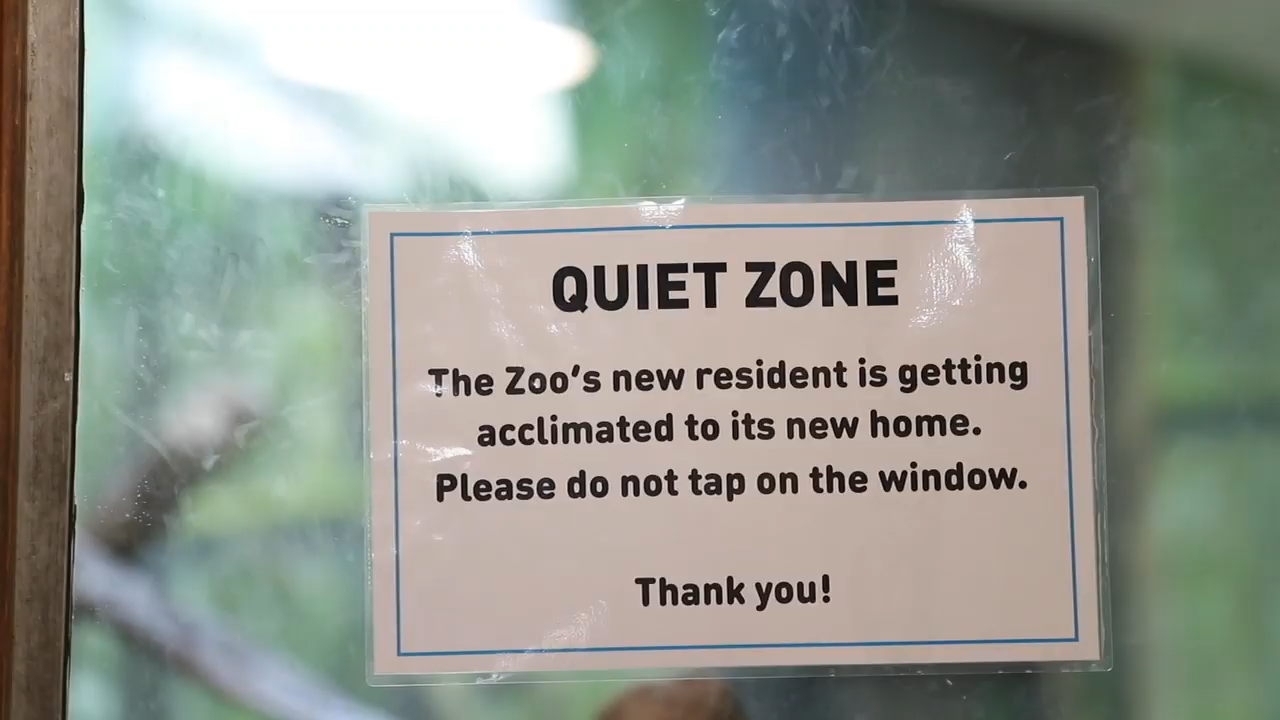 QUIET ZONE
The Zoo's new resident is getting
acclimated to its new home.
Please do not tap on the window.
Thank you!